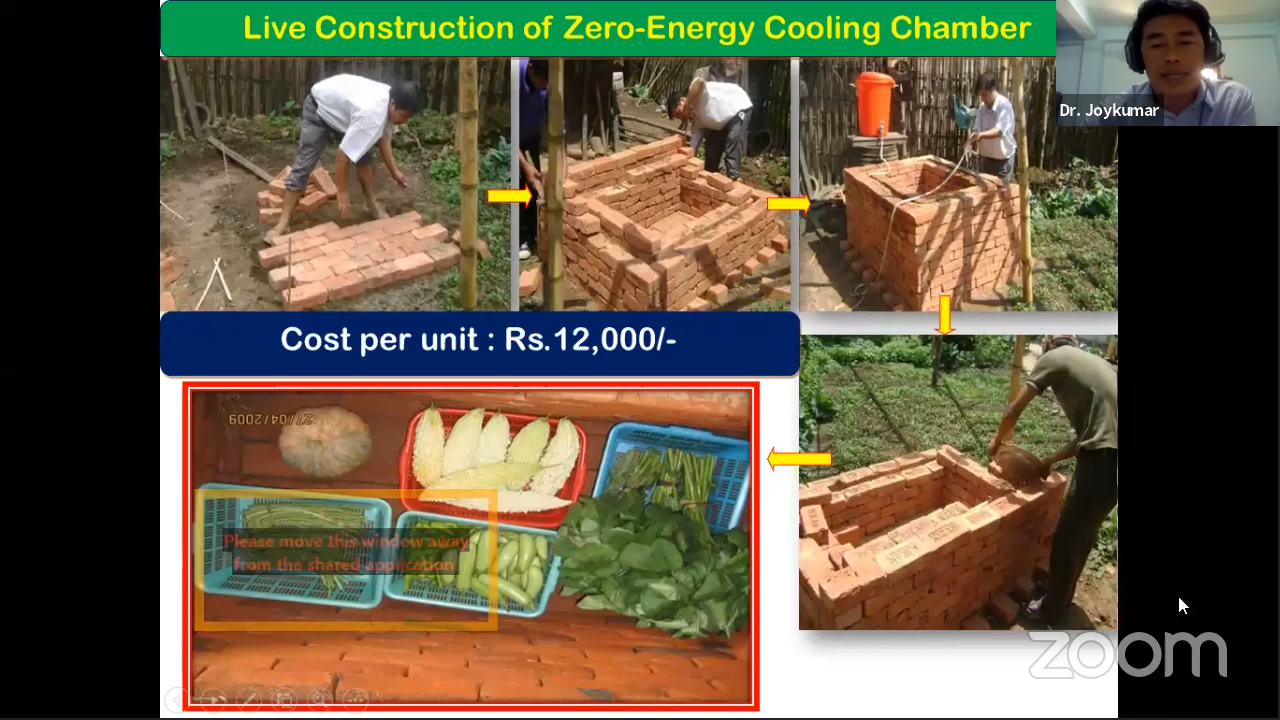 Live Construction of Zero-Energy Cooling Chamber
Dr. Joykumar
Cost per unit : Rs.12,000/-
27/04/2009
Please move this window away
from the shared application.
zoom